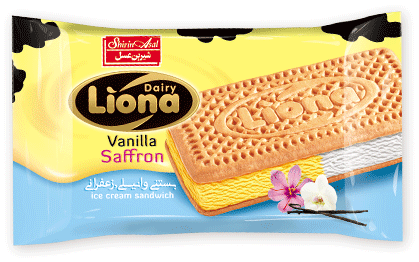 Shirin Asal
شیرین عسل
Dairy
Liona
Vanilla
Saffron
بستنی وانیلی زعفرانی
ice cream sandwich
Liona